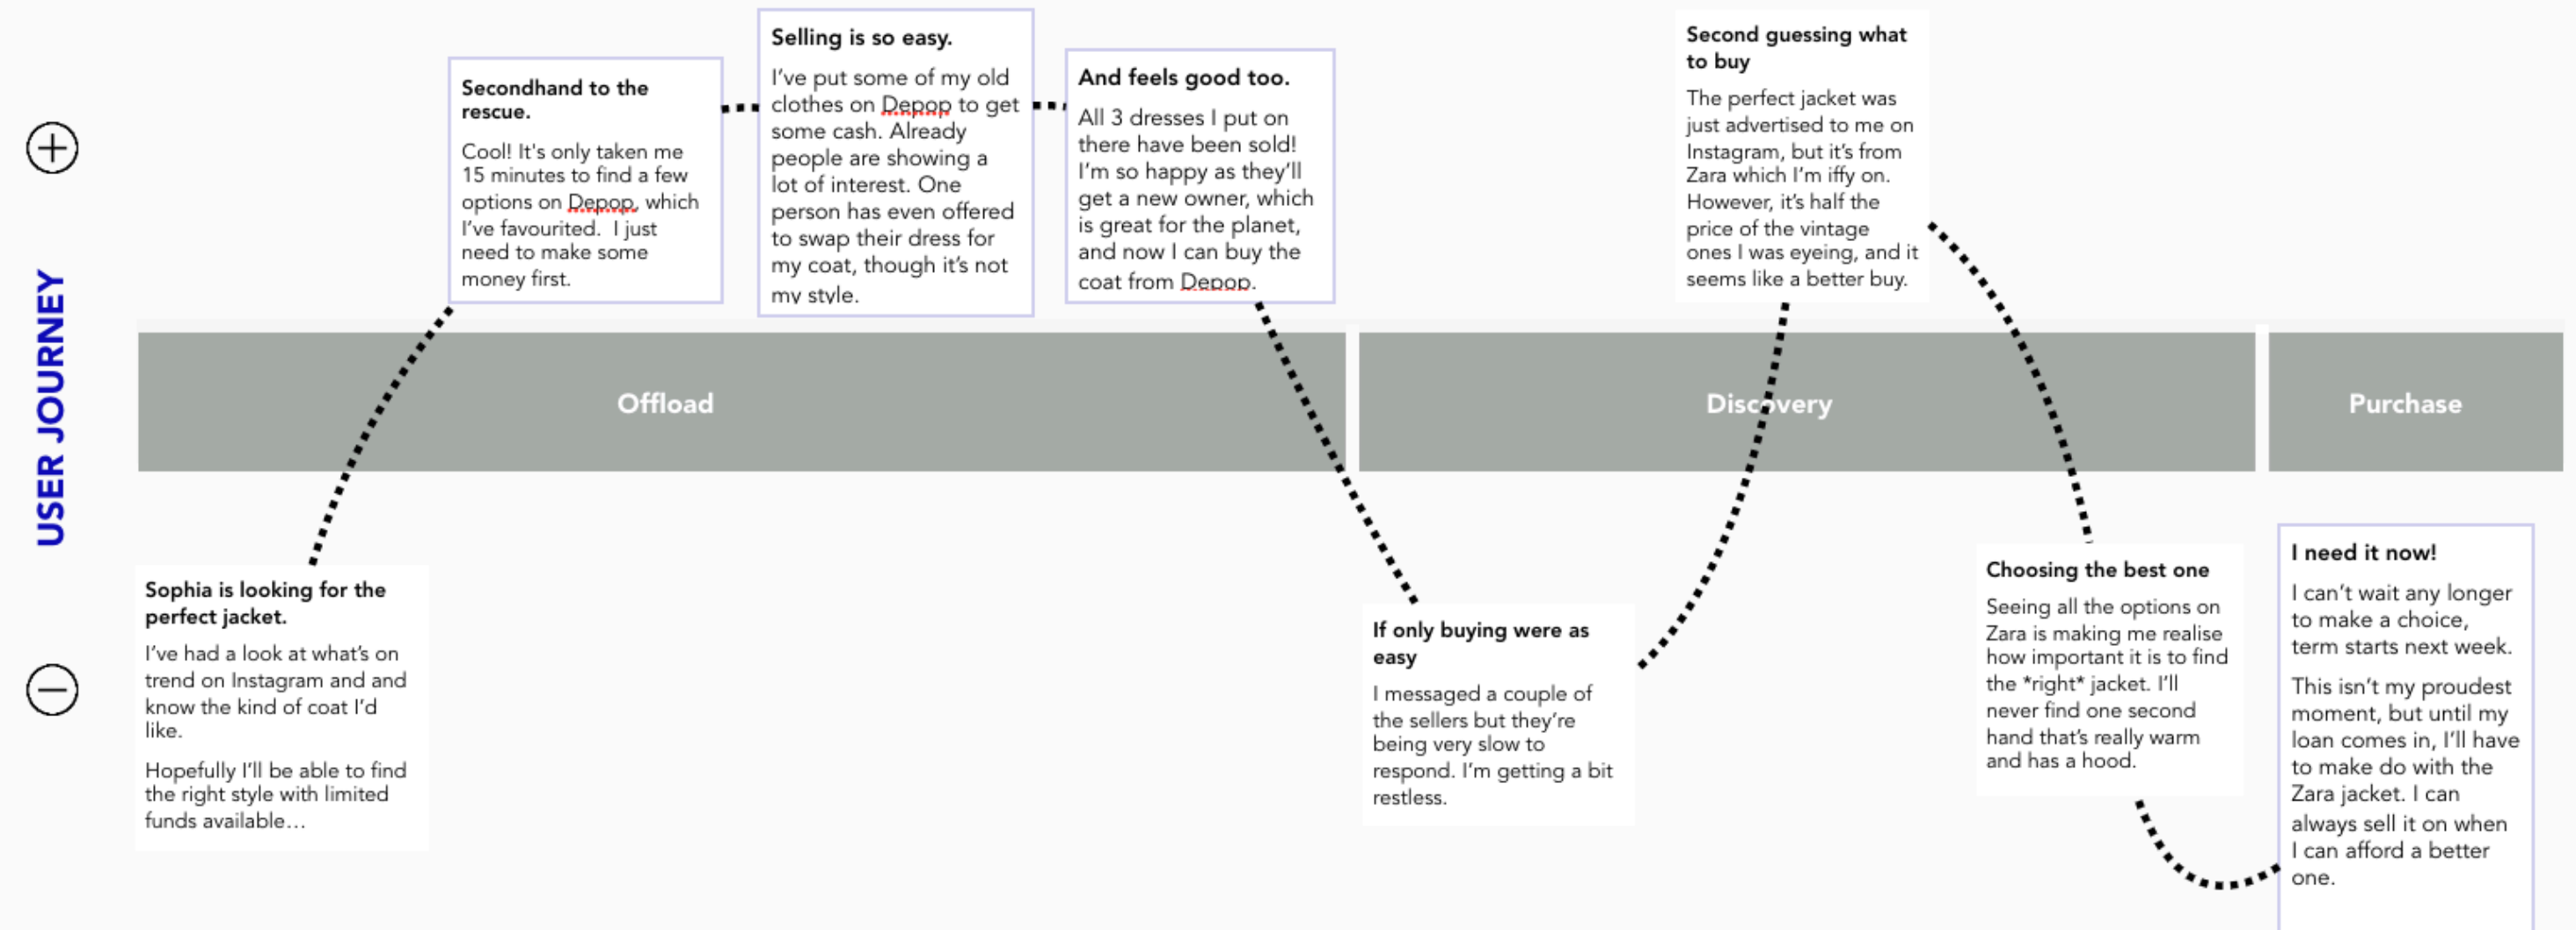 USER JOURNEY
Sophia is looking for the
perfect jacket.
I've had a look at what's on
trend on Instagram and and
know the kind of coat I'd
like.
Hopefully I'll be able to find
the right style with limited
funds available…
Secondhand to the
rescue.
Cool! It's only taken me
15 minutes to find a few
options on Depop, which
I've favourited.  I just
need to make some
money first.
Selling is so easy.
I've put some of my old
clothes on Depop to get
some cash. Already
people are showing a
lot of interest. One
person has even offered
to swap their dress for
my coat, though it's not
my style.
And feels good too.
All 3 dresses I put on
there have been sold!
I'm so happy as they'll
get a new owner, which
is great for the planet,
and now I can buy the
coat from Depop.
Offload
If only buying were as
easy
I messaged a couple of
the sellers but they're
being very slow to
respond. I'm getting a bit
restless.
Second guessing what
to buy
The perfect jacket was
just advertised to me on
Instagram, but it's from
Zara which I'm iffy on.
However, it's half the
price of the vintage
ones I was eyeing, and it
seems like a better buy.
Discovery
Choosing the best one
Seeing all the options on
Zara is making me realise
how important it is to find
the *right* jacket. I'll
never find one second
hand that's really warm
and has a hood.
Purchase
I need it now!
I can't wait any longer
to make a choice,
term starts next week.
This isn't my proudest
moment, but until my
loan comes in, I'll have
to make do with the
Zara jacket. I can
always sell it on when
I can afford a better
one.